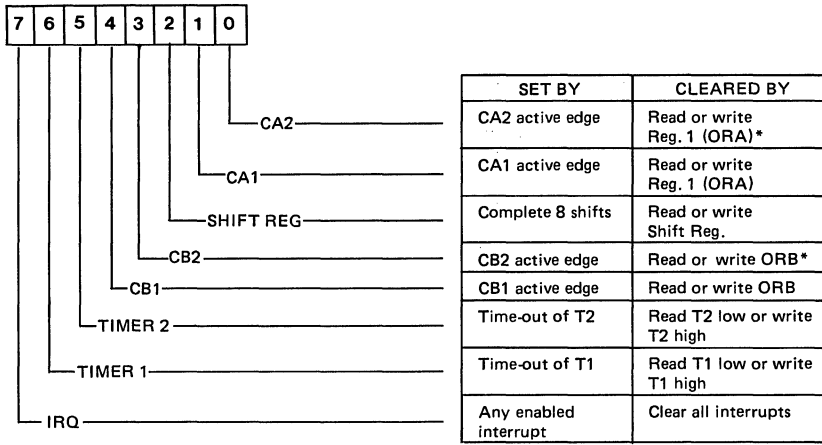 7 6 5 4 3 2 1 0
SET BY CLEARED BY
CA2 CA2 active edge Read or write
Reg. 1 (ORA)*
CA1 CA1 active edge Read or write
Reg. 1 (ORA)
SHIFT REG Complete 8 shifts Read or write
Shift Reg.
CB2 CB2 active edge Read or write ORB*
CB1 CB1 active edge Read or write ORB
TIMER 2 Time-out of T2 Read T2 low or write
T2 high
TIMER 1 Time-out of T1 Read T1 low or write
T1 high
IRQ Any enabled Clear all interrupts
interrupt